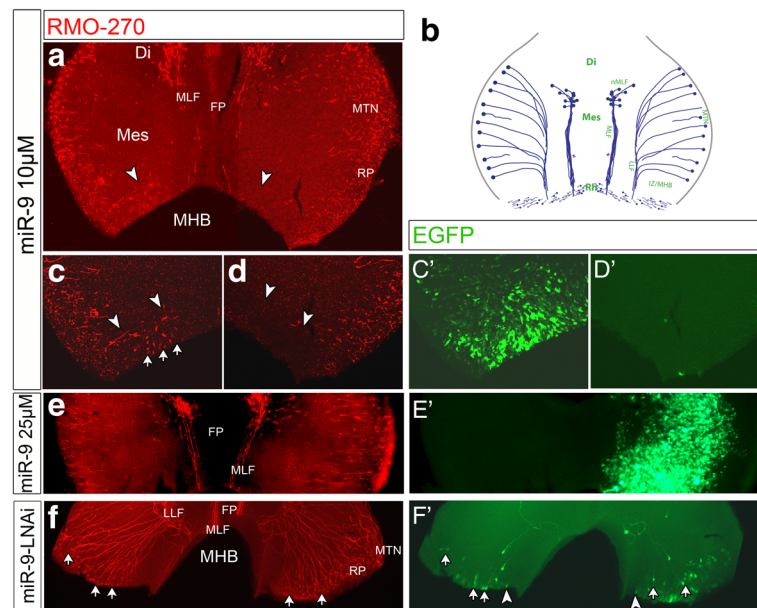 RMO-270
miR-9 10µM
a
Di
MLF
FP
MTN
Mes
RP
MHB
b
Di
nMLF
Mes
MLF
MTN
LLF
Rh
IZ/MHB
EGFP
c
d
C'
D'
miR-9 25µM
e
FP
MLF
E'
miR-9-LNAi
f
LLF
FP
MLF
MHB
MTN
RP
F'